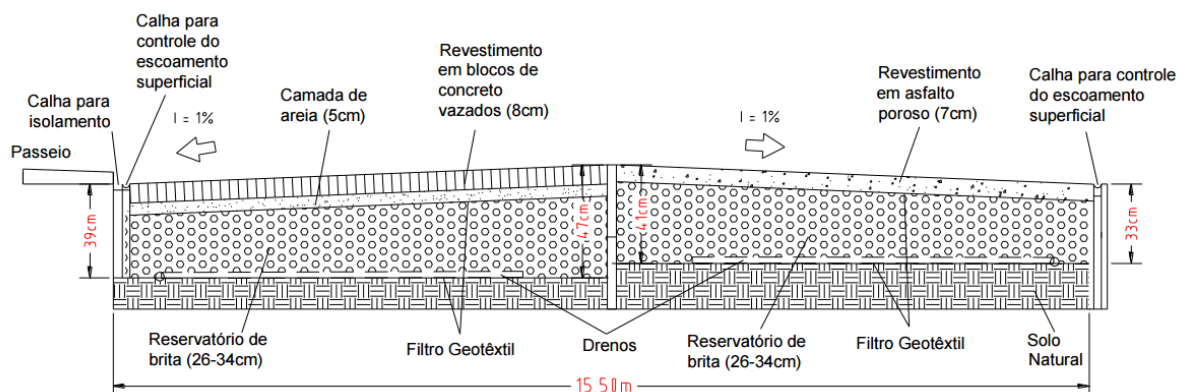 Calha para
controle do
escoamento
superficial
Calha para
isolamento
Passeio
I = 1%
Camada de
areia (5cm)
Revestimento
em blocos de
concreto
vazados (8cm)
I = 1%
Revestimento
em asfalto
poroso (7cm)
Calha para controle
do escoamento
superficial
39cm
47cm
41cm
33cm
Reservatório de
brita (26-34cm)
Filtro Geotêxtil
Drenos
Reservatório de
brita (26-34cm)
Filtro Geotêxtil
Solo
Natural
15.50m